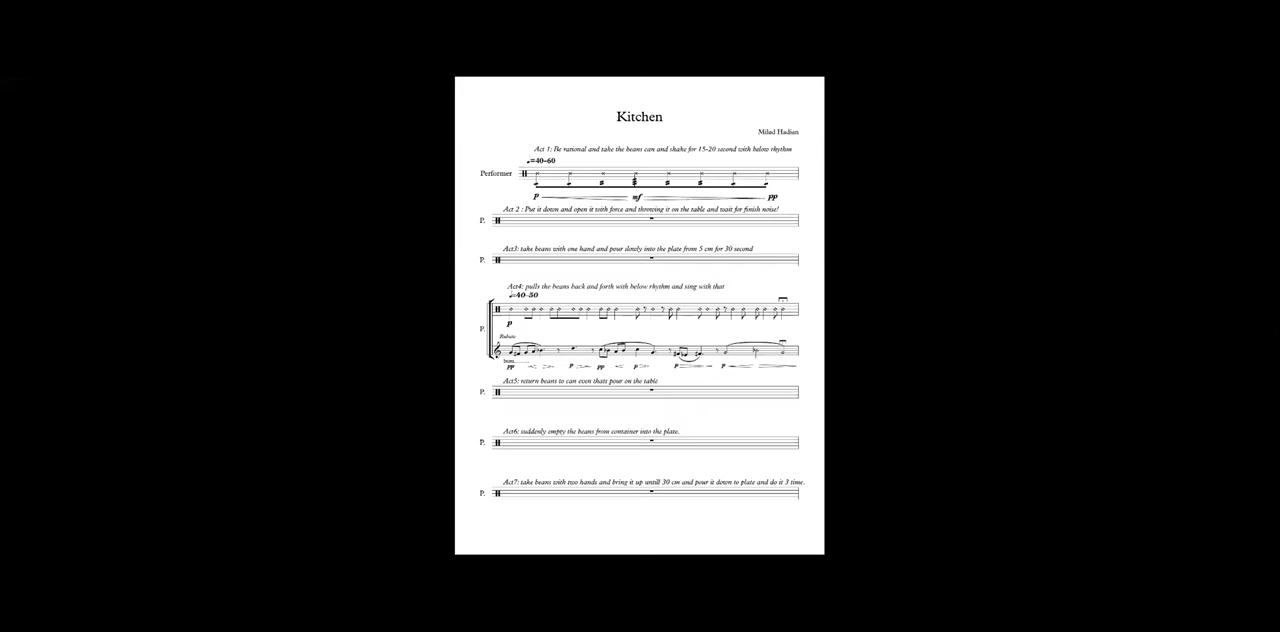 Kitchen
Milad Hadian
Act 1: Be rational and take the beans can and shake for 15-20 second with below rhythm
♩=40-60
Performer
p mf pp
Act 2 : Put it down and open it with force and throwing it on the table and wait for finish noise!
P.
Act3: take beans with one hand and pour slowly into the plate from 5 cm for 30 second
P.
Act4: pulls the beans back and forth with below rhythm and sing with that
♩=40-50
p
P.
Rubato
pp p pp p p p
Act5: return beans to can even thats pour on the table
P.
Act6: suddenly empty the beans from container into the plate.
P.
Act7: take beans with two hands and bring it up untill 30 cm and pour it down to plate and do it 3 time.
P.